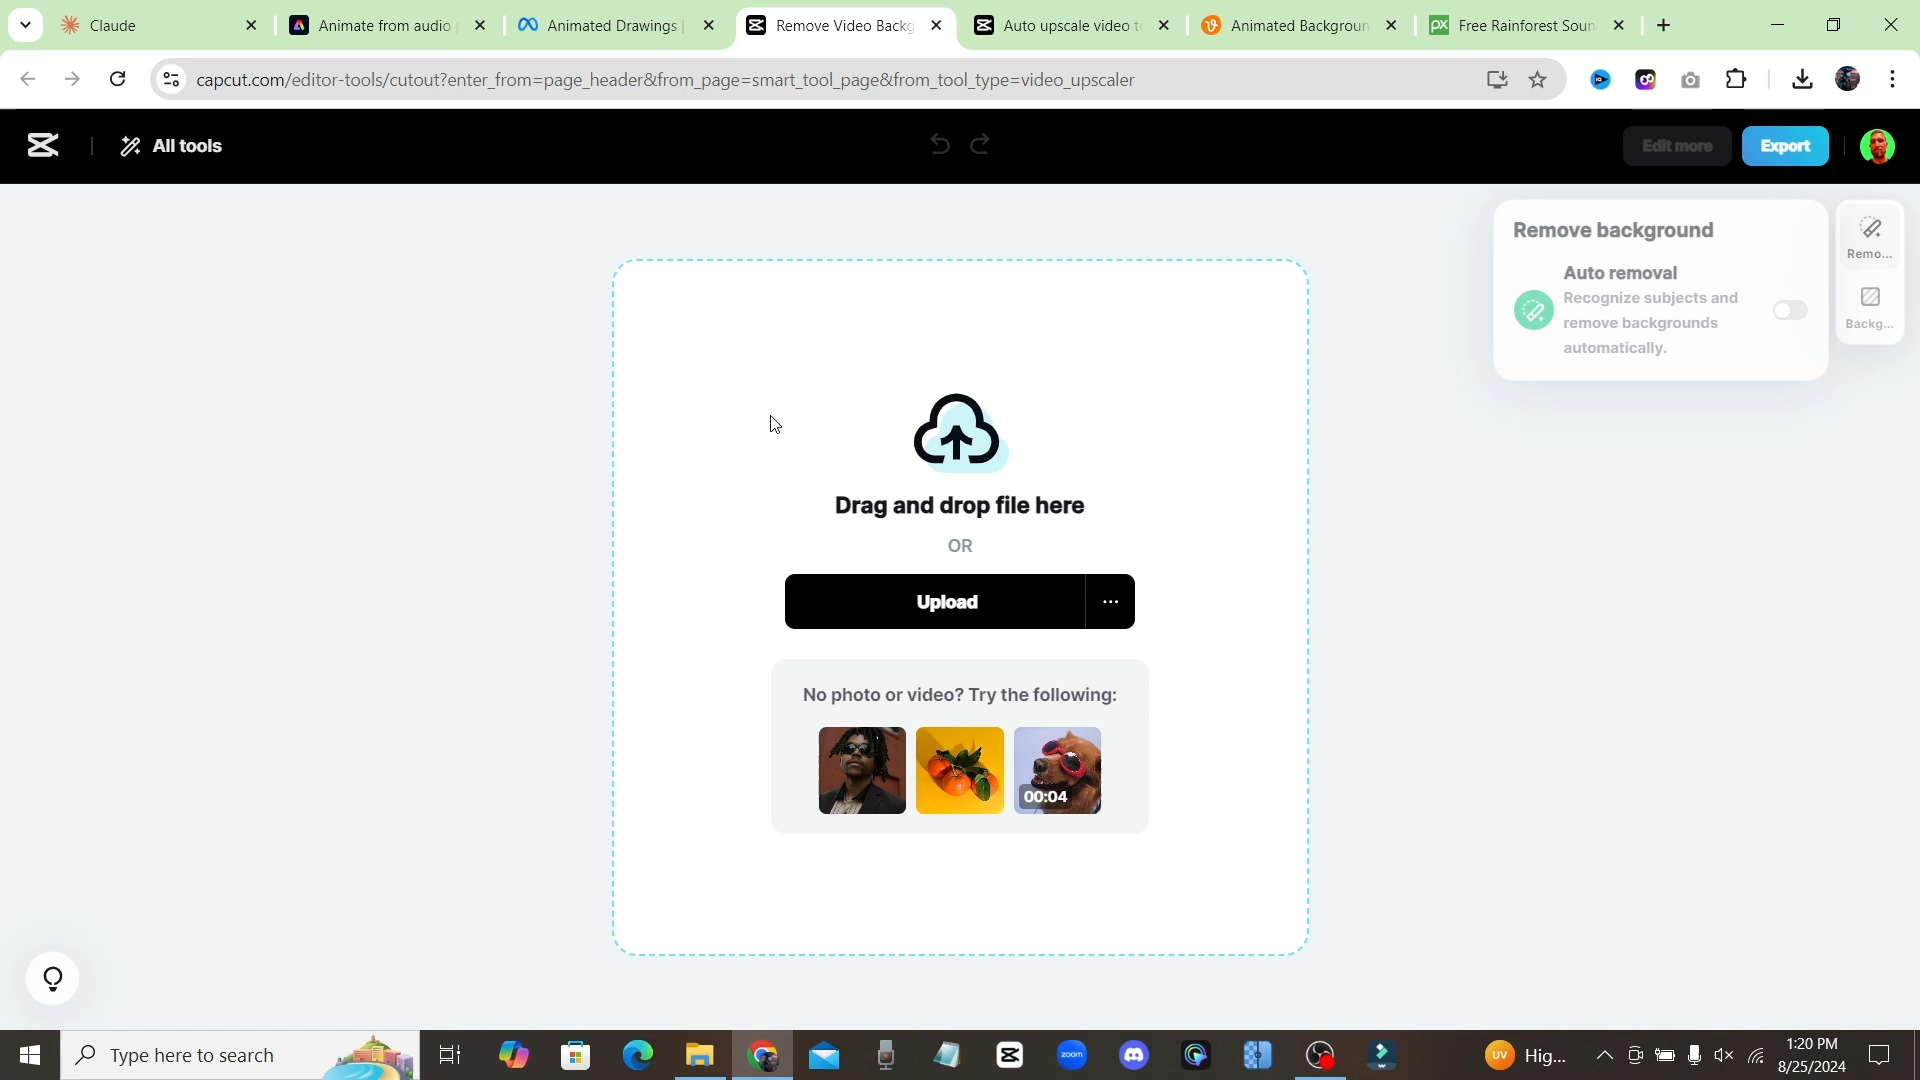 Claude
Animate from audio
Animated Drawings |
Remove Video Backg
Auto upscale video t
Animated Backgroun
Free Rainforest Soun
capcut.com/editor-tools/cutout?enter_from=page_header&from_page=smart_tool_page&from_tool_type=video_upscaler
All tools
Edit more
Export
Remove background
Auto removal
Recognize subjects and
remove backgrounds
automatically.
Remo...
Backg...
Drag and drop file here
OR
Upload
No photo or video? Try the following:
00:04
Type here to search
zoom
UV
Hig...
1:20 PM
8/25/2024